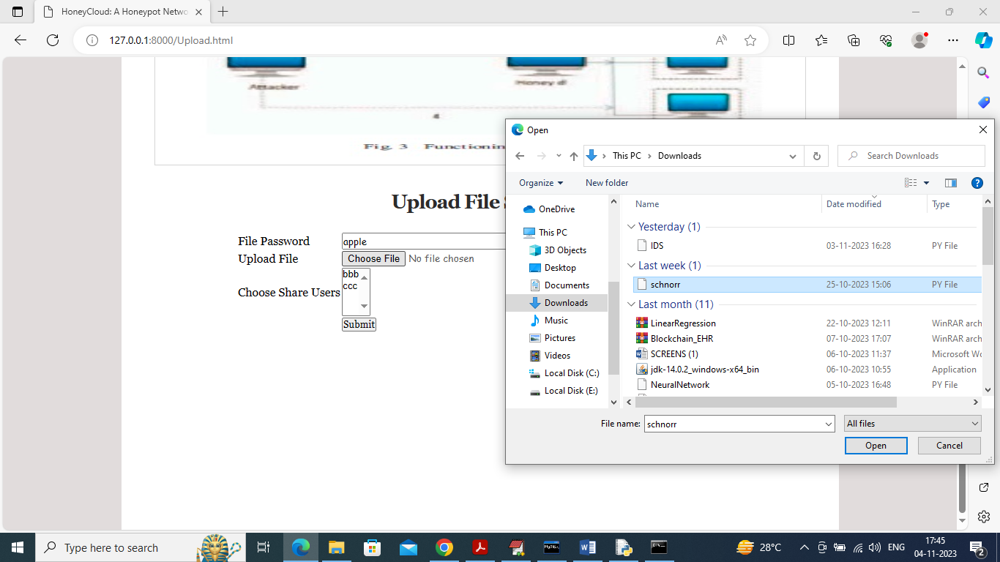 HoneyCloud: A Honeypot Netwo
127.0.0.1:8000/Upload.html
Attacker
Honey d
4
Fig. 3 Functionin
Upload File
File Password
apple
Upload File
Choose File No file chosen
Choose Share Users
bbb
ccc
Submit
Open
This PC
Downloads
Search Downloads
Organize
New folder
OneDrive
This PC
3D Objects
Desktop
Documents
Downloads
Music
Pictures
Videos
Local Disk (C:)
Local Disk (E:)
Name Date modified Type
Yesterday (1)
IDS 03-11-2023 16:28 PY File
Last week (1)
schnorr 25-10-2023 15:06 PY File
Last month (11)
LinearRegression 22-10-2023 12:11 WinRAR arch
Blockchain_EHR 07-10-2023 17:07 WinRAR arch
SCREENS (1) 06-10-2023 11:37 Microsoft Wo
jdk-14.0.2_windows-x64_bin 06-10-2023 10:55 Application
NeuralNetwork 05-10-2023 16:48 PY File
File name: schnorr
All files
Open
Cancel
Type here to search
28°C
ENG
17:45
04-11-2023
2